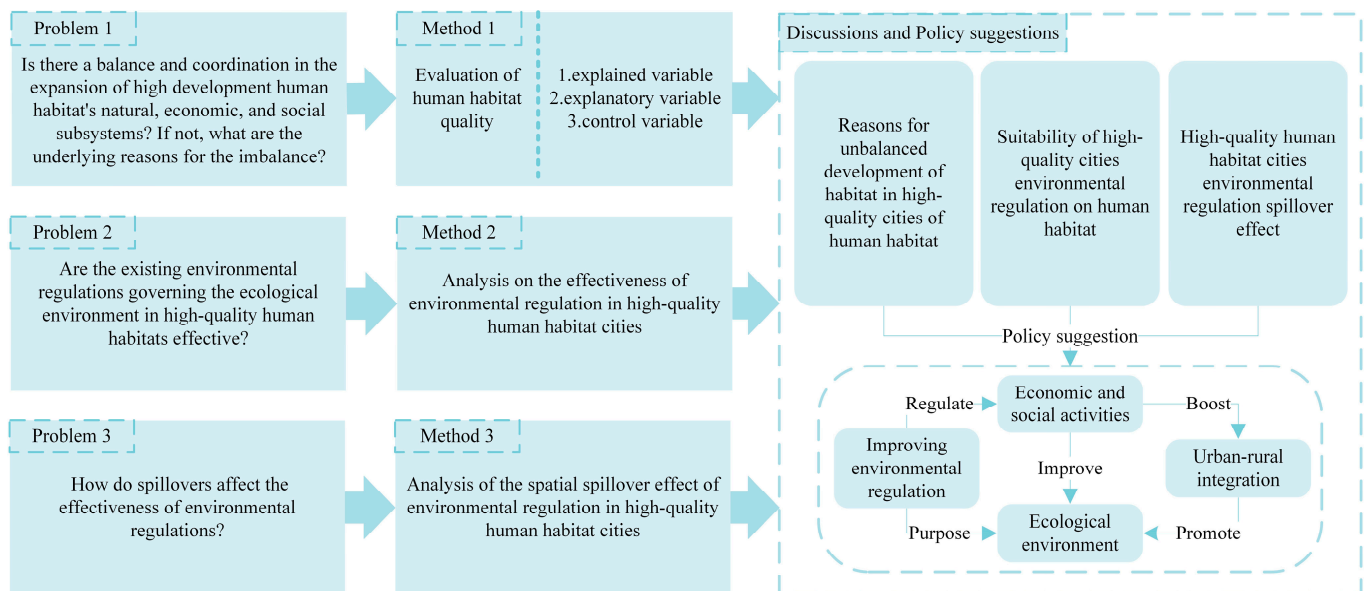 Problem 1
Is there a balance and coordination in the
expansion of high development human
habitat's natural, economic, and social
subsystems? If not, what are the
underlying reasons for the imbalance?
Method 1
Evaluation of
human habitat
quality
1.explained variable
2.explanatory variable
3.control variable
Problem 2
Are the existing environmental
regulations governing the ecological
environment in high-quality human
habitats effective?
Method 2
Analysis on the effectiveness of
environmental regulation in high-quality
human habitat cities
Problem 3
How do spillovers affect the
effectiveness of environmental
regulations?
Method 3
Analysis of the spatial spillover effect of
environmental regulation in high-quality
human habitat cities
Discussions and Policy suggestions
Reasons for
unbalanced
development of
habitat in high-
quality cities of
human habitat
Suitability of high-
quality cities
environmental
regulation on human
habitat
High-quality human
habitat cities
environmental
regulation spillover
effect
Policy suggestion
Regulate
Economic and
social activities
Boost
Improving
environmental
regulation
Improve
Urban-rural
integration
Purpose
Ecological
environment
Promote